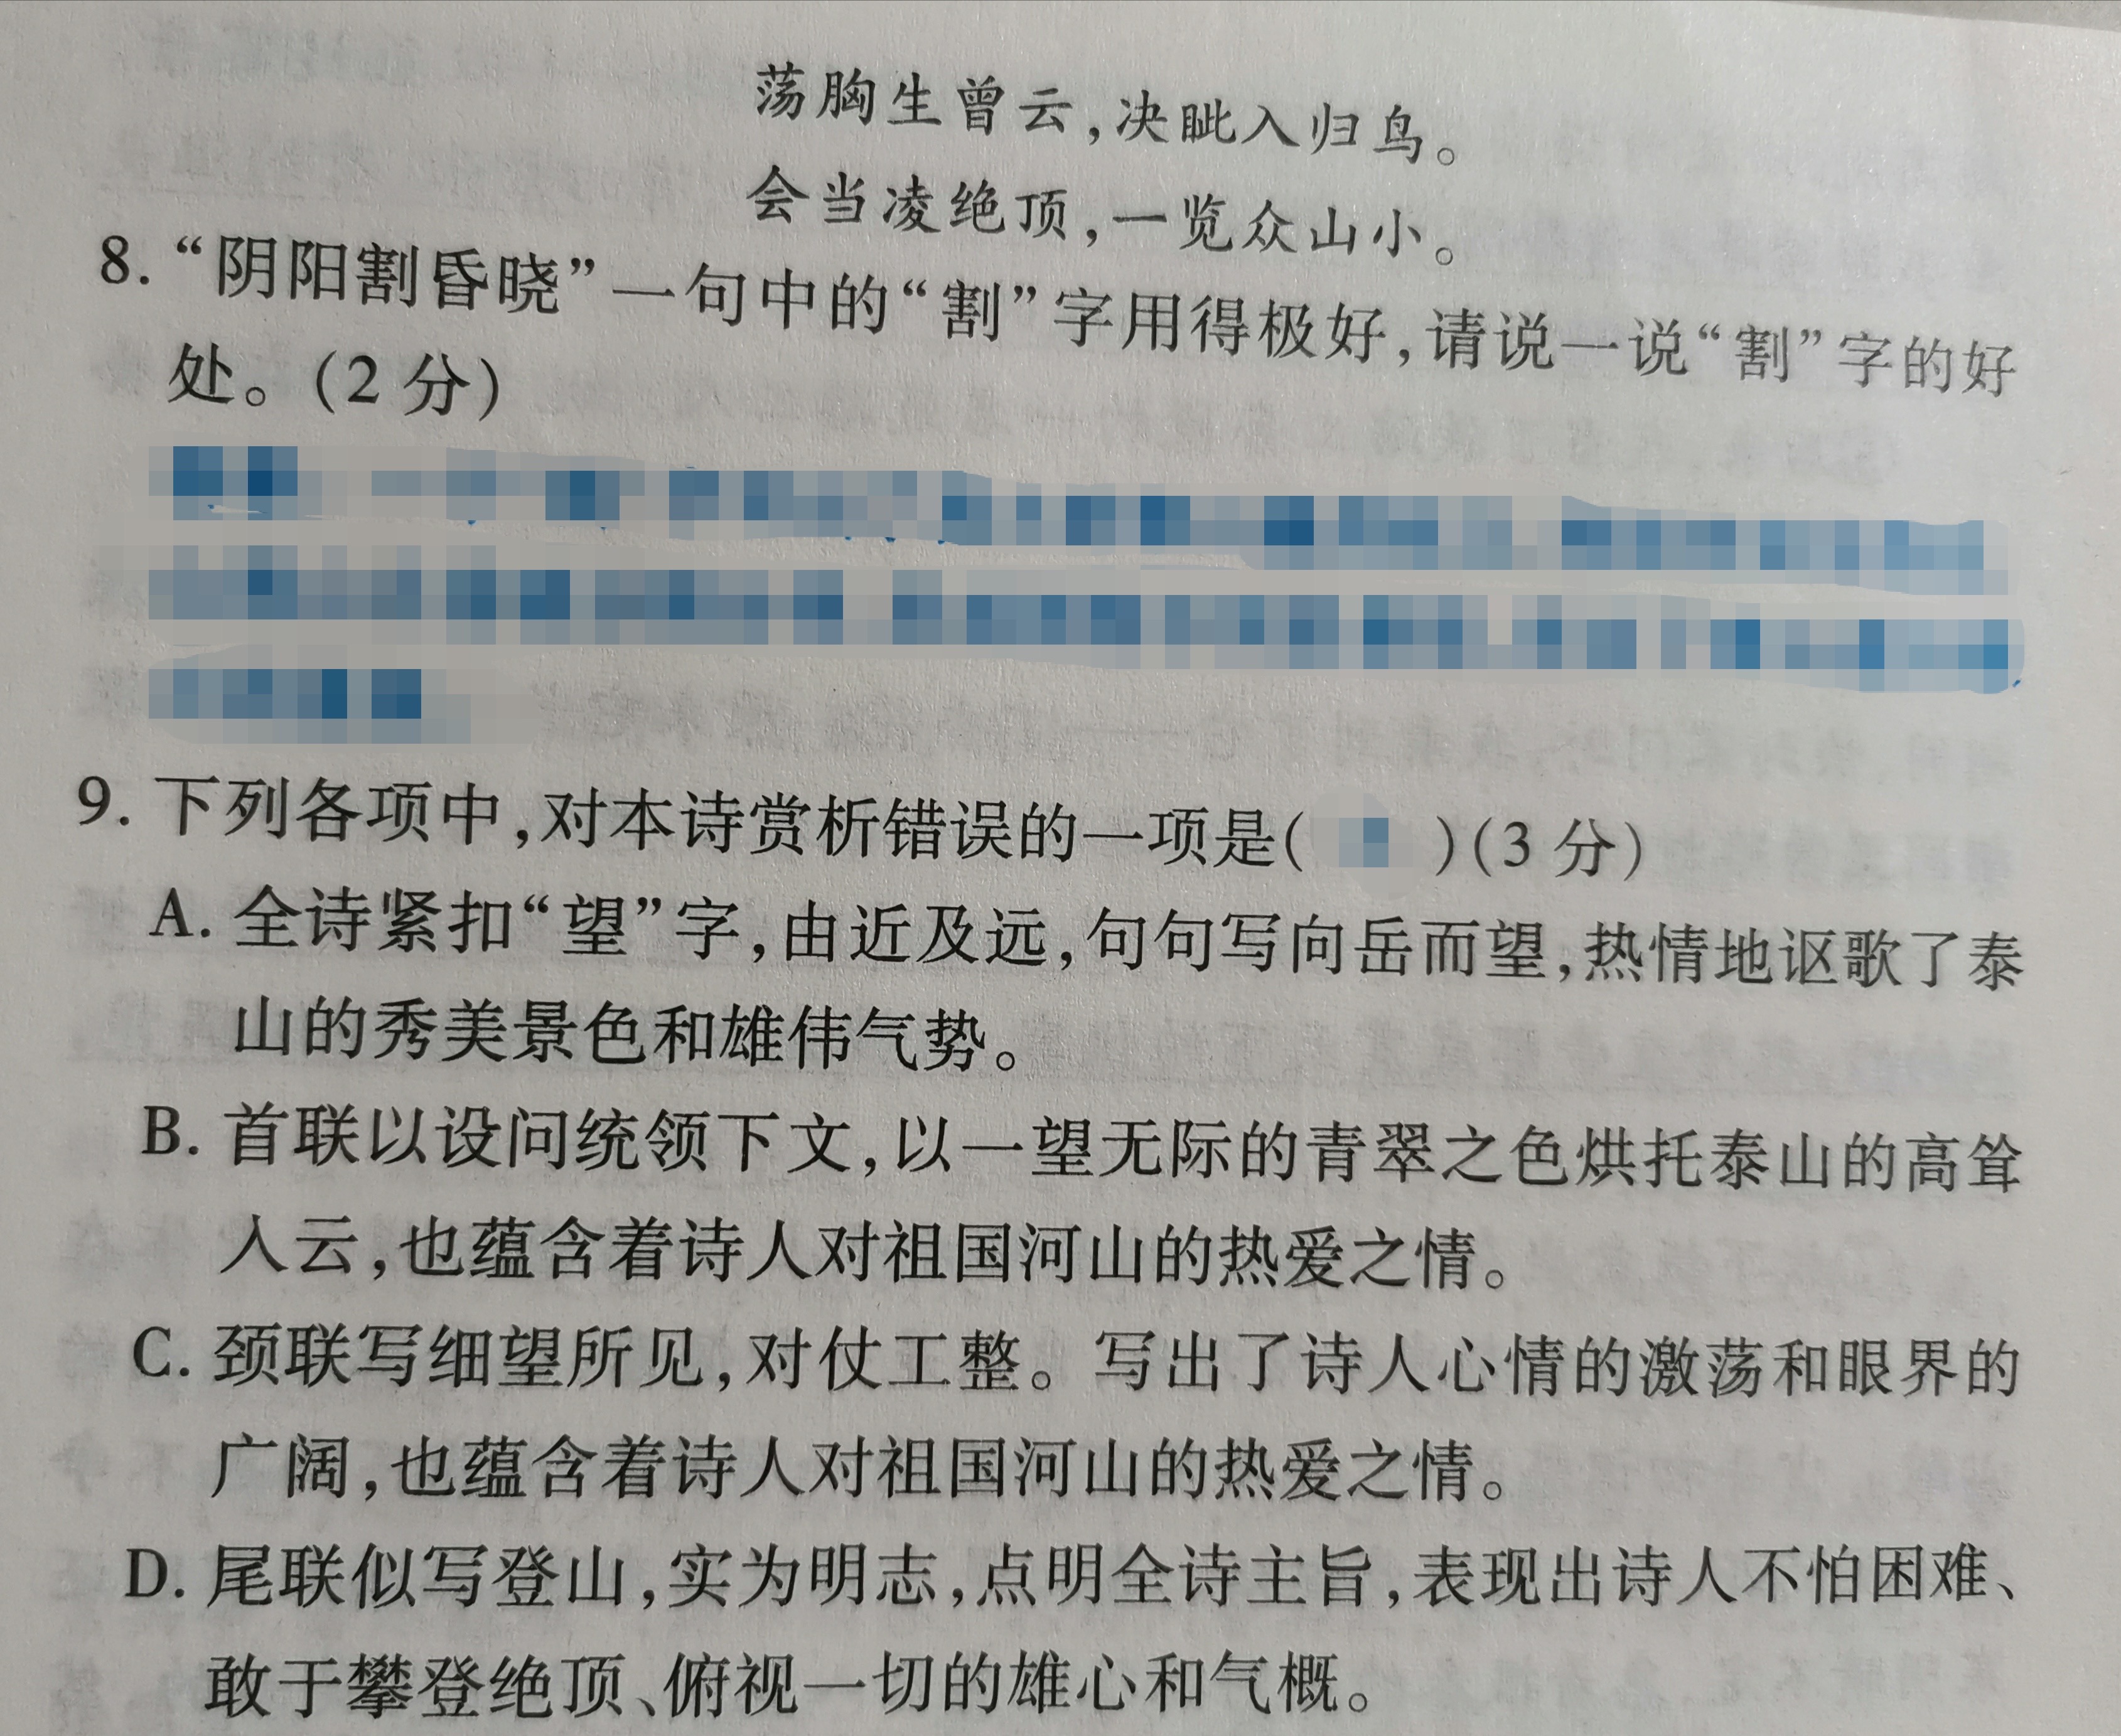 荡胸生曾云,决眦入归鸟。
会当凌绝顶,一览众山小。
8. “阴阳割昏晓”一句中的“割”字用得极好,请说一说“割”字的好
处。(2 分)
9. 下列各项中,对本诗赏析错误的一项是( )(3 分)
A. 全诗紧扣“望”字,由近及远,句句写向岳而望,热情地讴歌了泰
山的秀美景色和雄伟气势。
B. 首联以设问统领下文,以一望无际的青翠之色烘托泰山的高耸
入云,也蕴含着诗人对祖国河山的热爱之情。
C. 颈联写细望所见,对仗工整。写出了诗人心情的激荡和眼界的
广阔,也蕴含着诗人对祖国河山的热爱之情。
D. 尾联似写登山,实为明志,点明全诗主旨,表现出诗人不怕困难、
敢于攀登绝顶、俯视一切的雄心和气概。